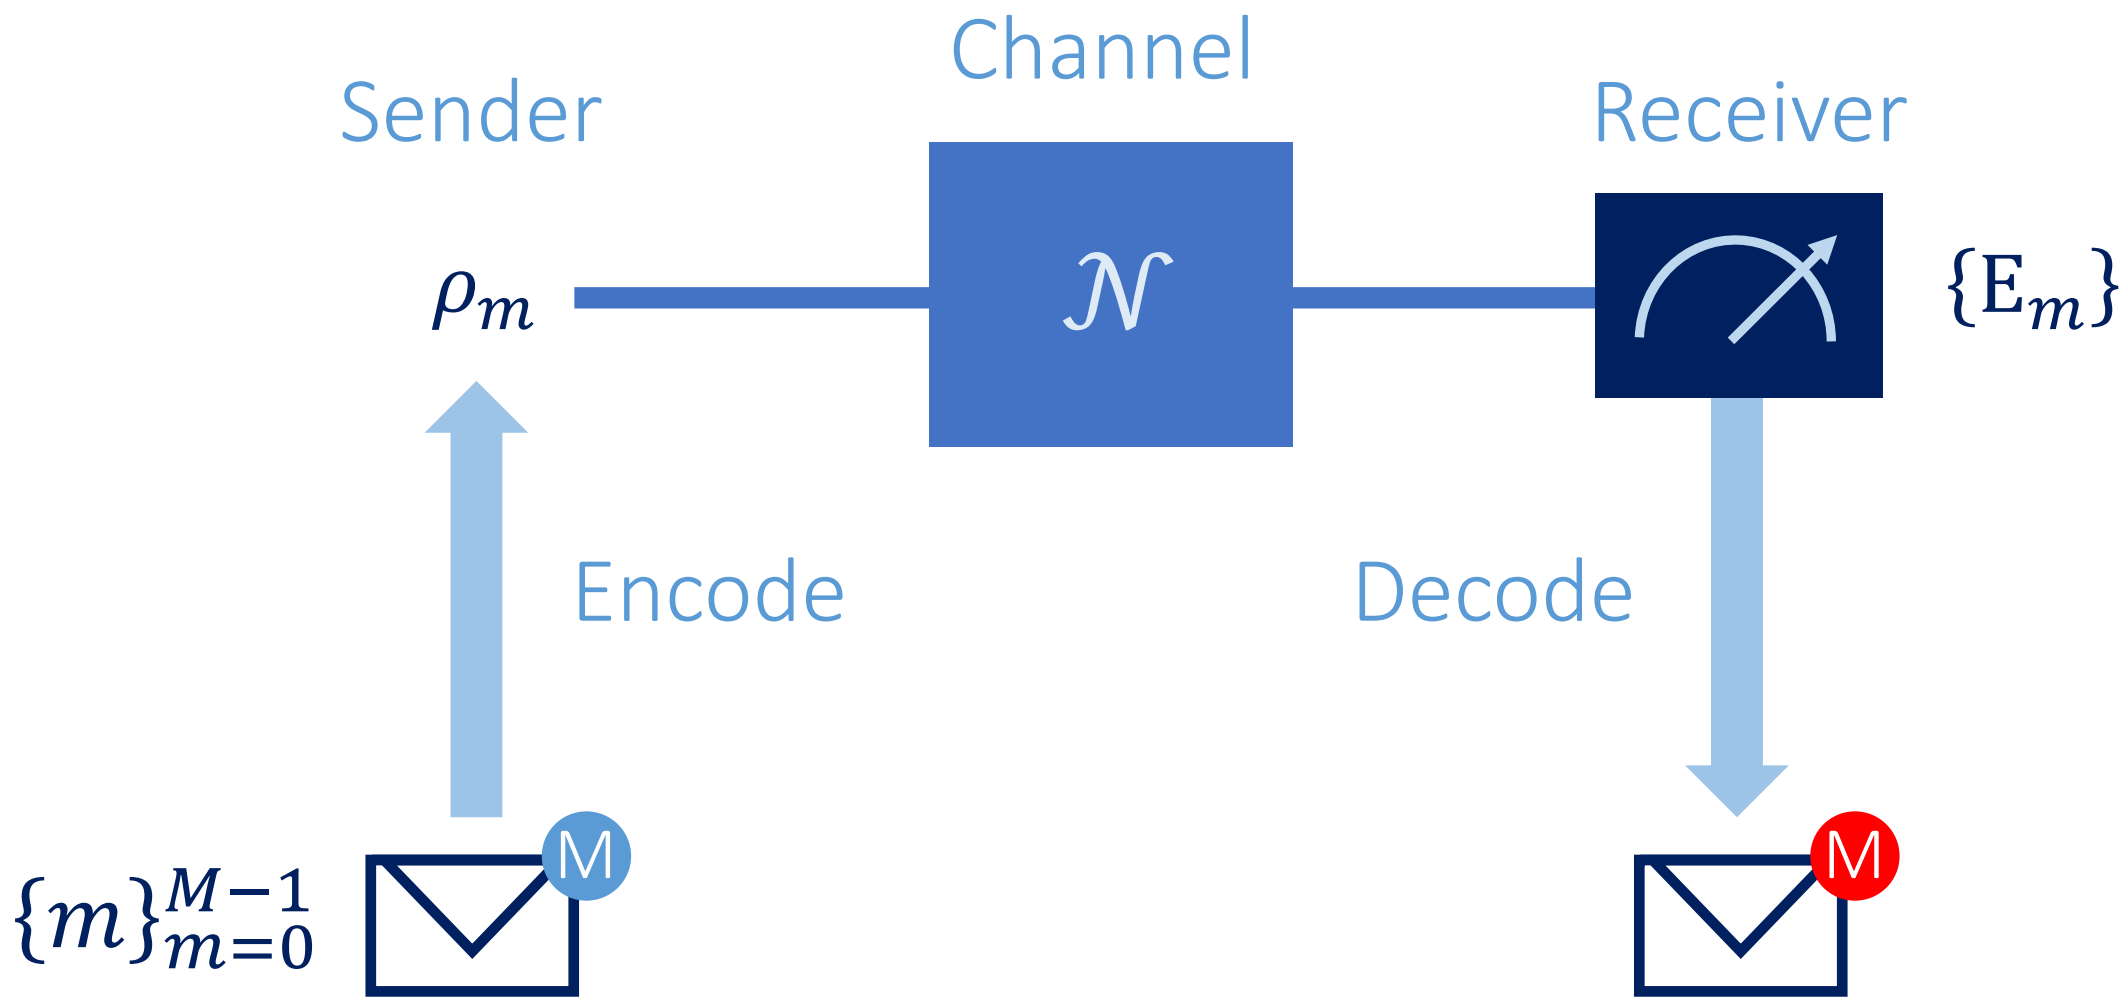 Channel
Sender
Receiver
𝒩
ρ_m
{E_m}
Encode
Decode
M
M
{m}_{m=0}^{M−1}